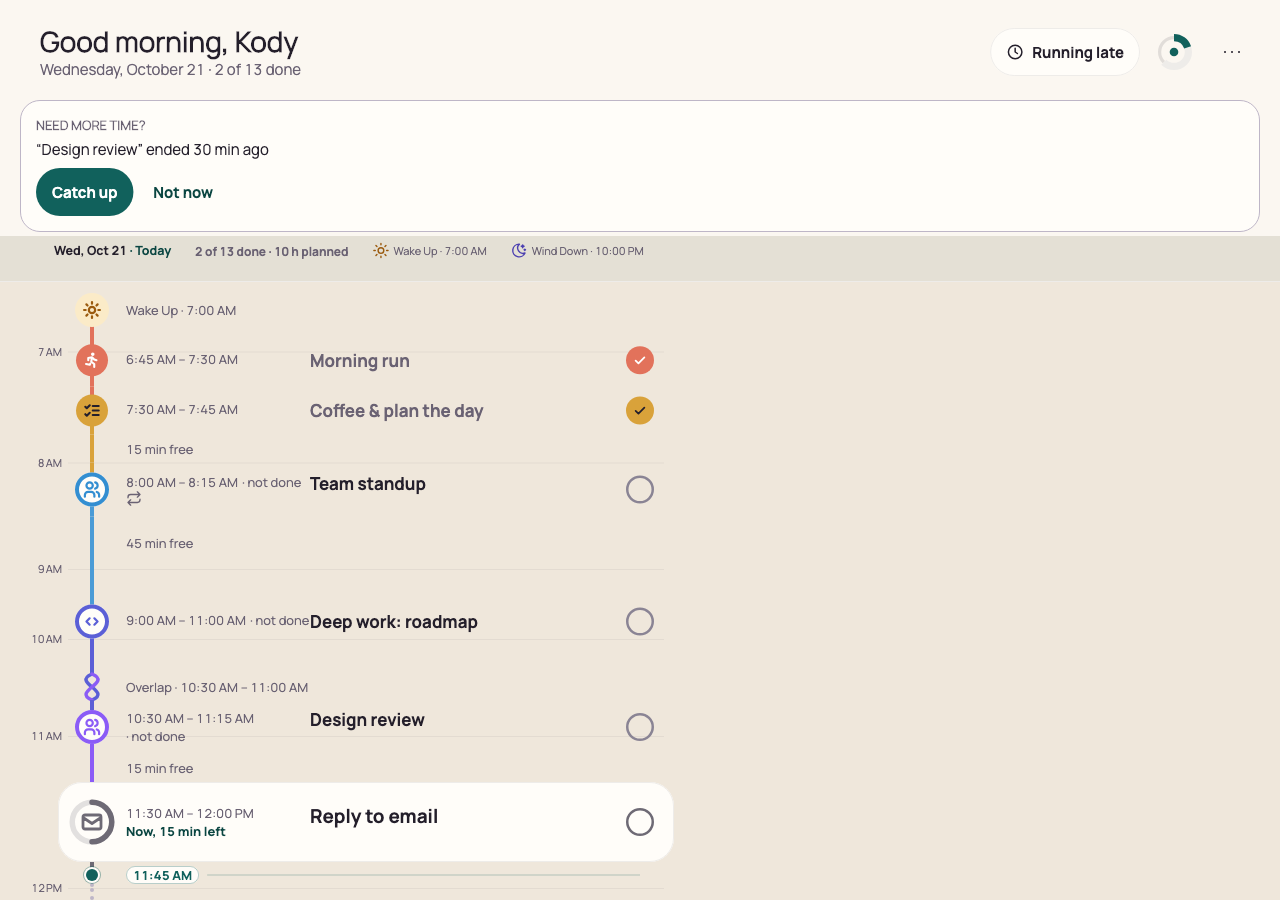 Good morning, Kody
Wednesday, October 21 · 2 of 13 done
Running late
NEED MORE TIME?
“Design review” ended 30 min ago
Catch up
Not now
Wed, Oct 21 · Today
2 of 13 done · 10 h planned
Wake Up · 7:00 AM
Wind Down · 10:00 PM
Wake Up · 7:00 AM
7 AM
6:45 AM – 7:30 AM
Morning run
7:30 AM – 7:45 AM
Coffee & plan the day
15 min free
8 AM
8:00 AM – 8:15 AM · not done
Team standup
45 min free
9 AM
9:00 AM – 11:00 AM · not done
Deep work: roadmap
10 AM
Overlap · 10:30 AM – 11:00 AM
10:30 AM – 11:15 AM
· not done
Design review
11 AM
15 min free
11:30 AM – 12:00 PM
Now, 15 min left
Reply to email
11:45 AM
12 PM